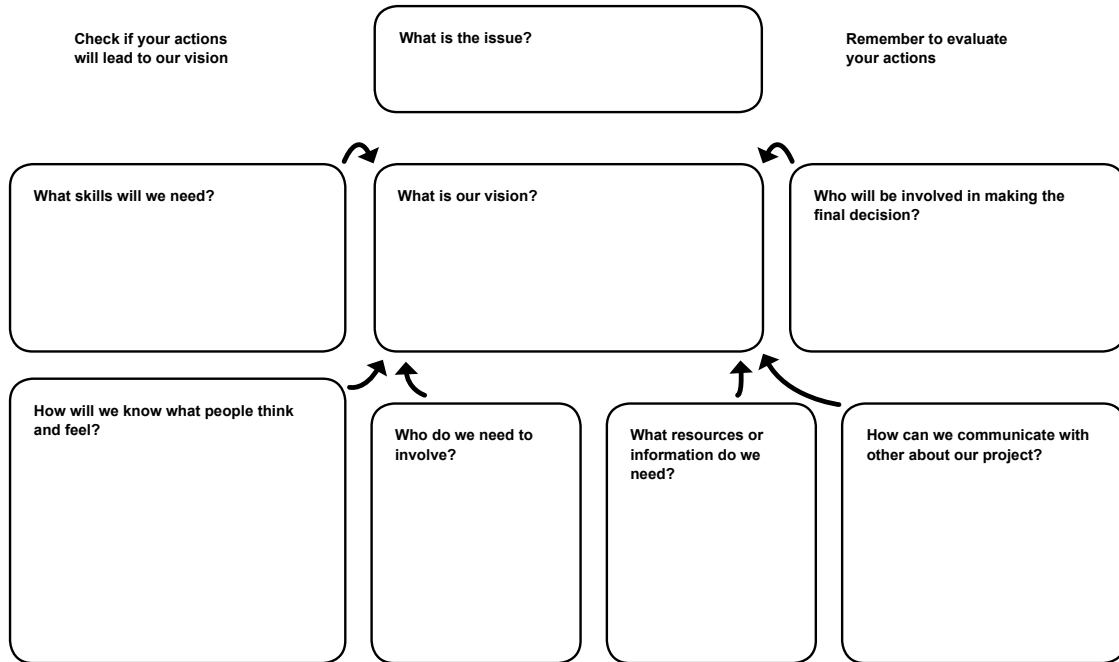 Check if your actions
will lead to our vision
What is the issue?
Remember to evaluate
your actions
What skills will we need?
What is our vision?
Who will be involved in making the
final decision?
How will we know what people think
and feel?
Who do we need to
involve?
What resources or
information do we
need?
How can we communicate with
other about our project?